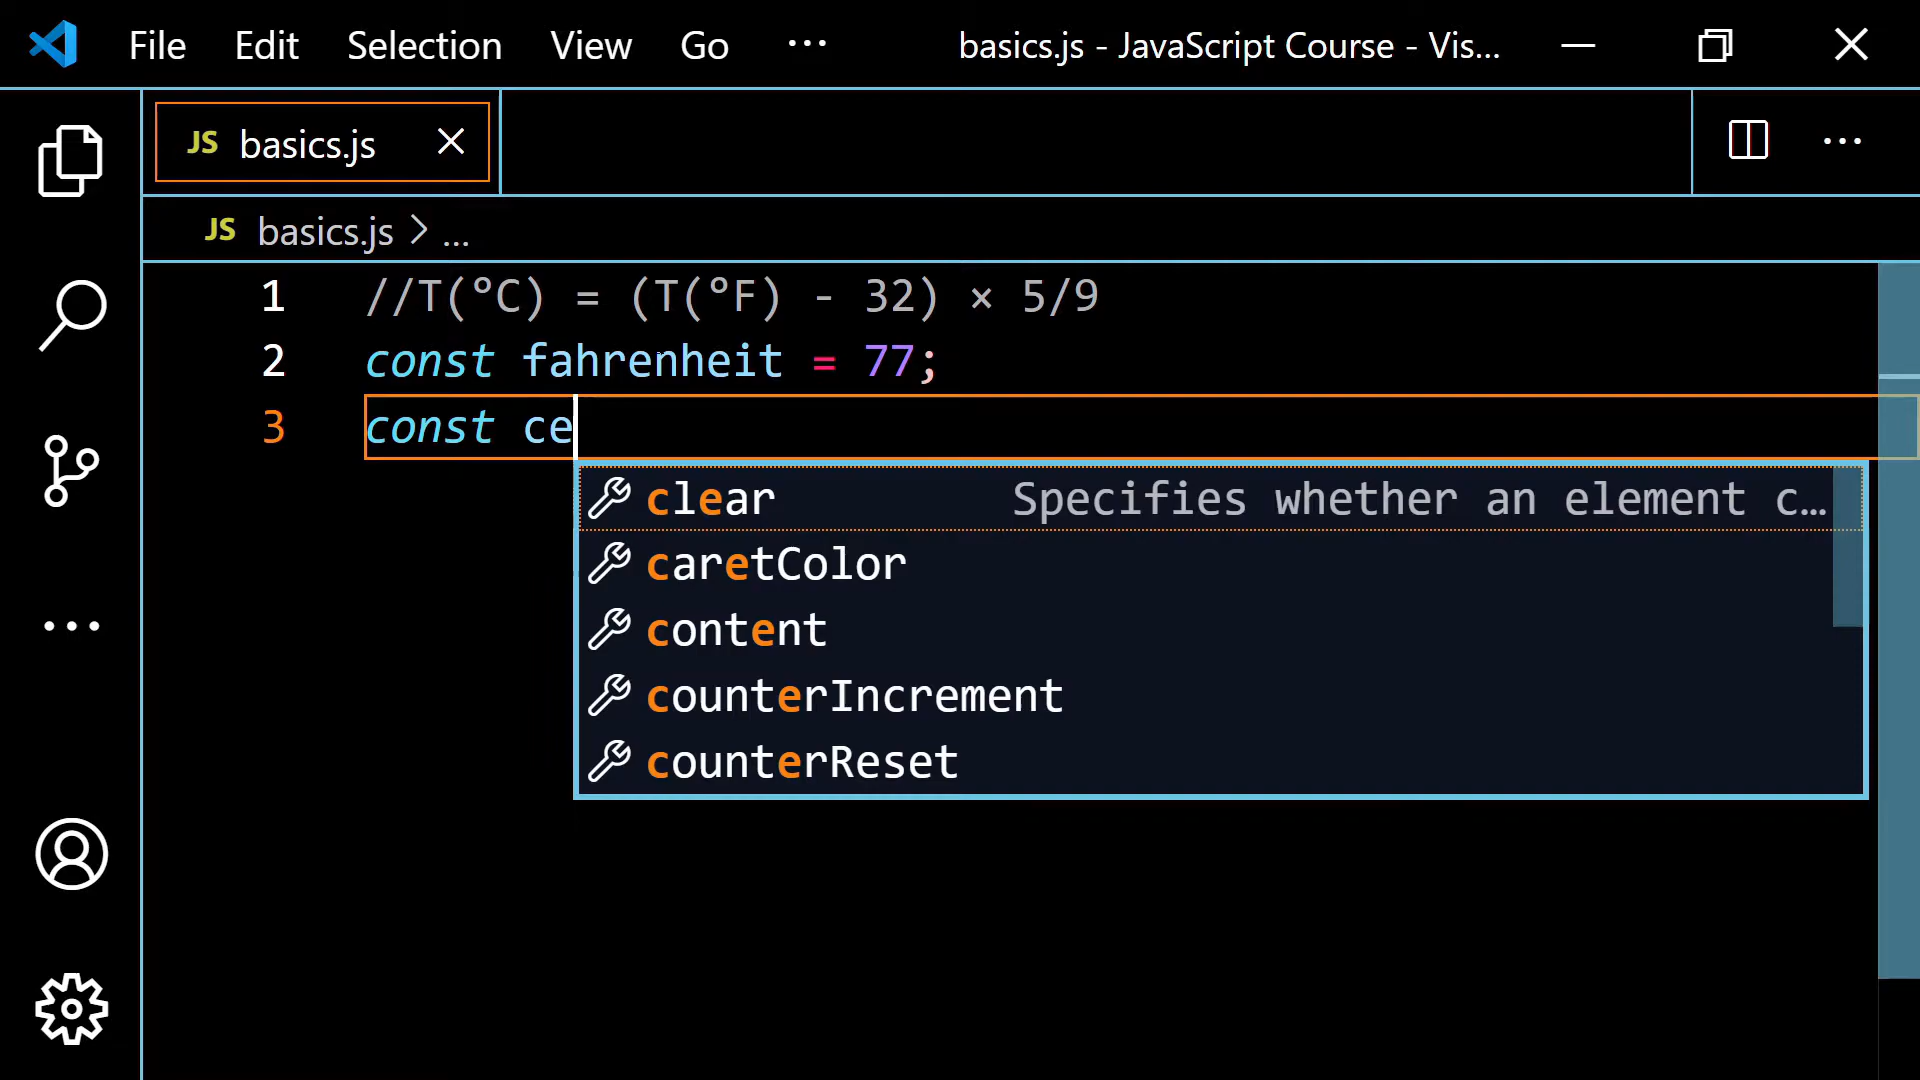 File Edit Selection View Go ··· basics.js - JavaScript Course - Vis...
JS basics.js
JS basics.js > ...
1 //T(°C) = (T(°F) - 32) × 5/9
2 const fahrenheit = 77;
3 const ce
clear Specifies whether an element c…
caretColor
content
counterIncrement
counterReset